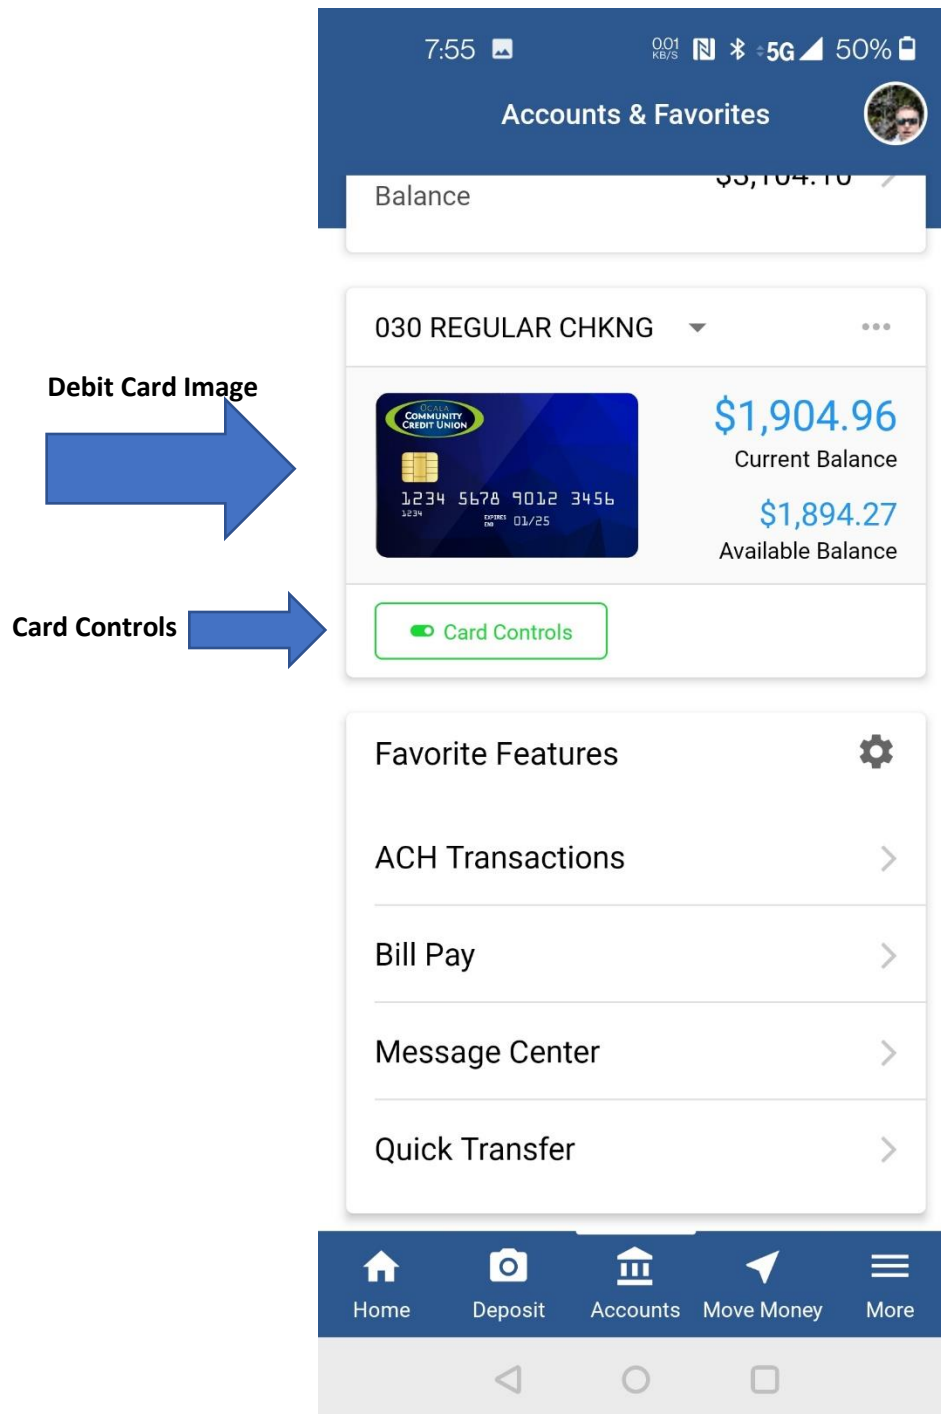 7:55
0.01
KB/S
5G
50%
Accounts & Favorites
Balance
030 REGULAR CHKNG
Debit Card Image
OCALA
COMMUNITY
CREDIT UNION
1234 5678 9012 3456
1234
EXPIRES
END
01/25
$1,904.96
Current Balance
$1,894.27
Available Balance
Card Controls
Card Controls
Favorite Features
ACH Transactions
Bill Pay
Message Center
Quick Transfer
Home
Deposit
Accounts
Move Money
More